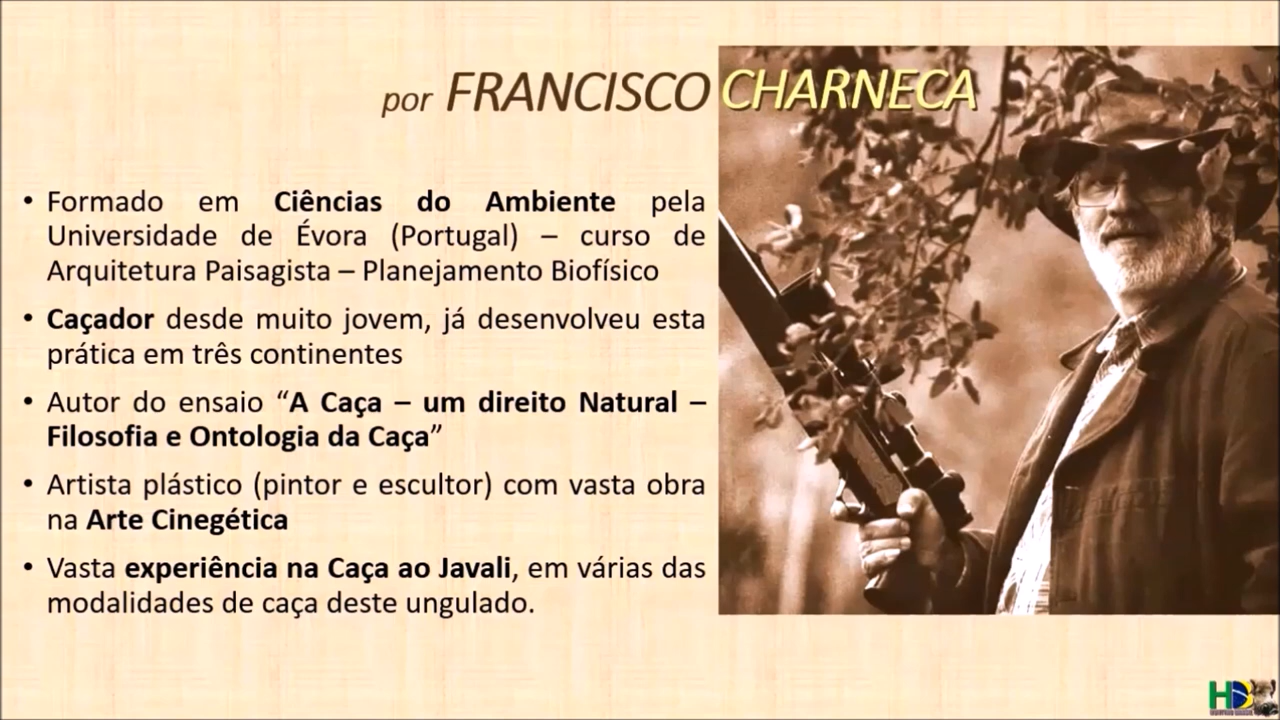 por FRANCISCO CHARNECA
• Formado em Ciências do Ambiente pela
Universidade de Évora (Portugal) – curso de
Arquitetura Paisagista – Planejamento Biofísico
• Caçador desde muito jovem, já desenvolveu esta
prática em três continentes
• Autor do ensaio “A Caça – um direito Natural –
Filosofia e Ontologia da Caça”
• Artista plástico (pintor e escultor) com vasta obra
na Arte Cinegética
• Vasta experiência na Caça ao Javali, em várias das
modalidades de caça deste ungulado.